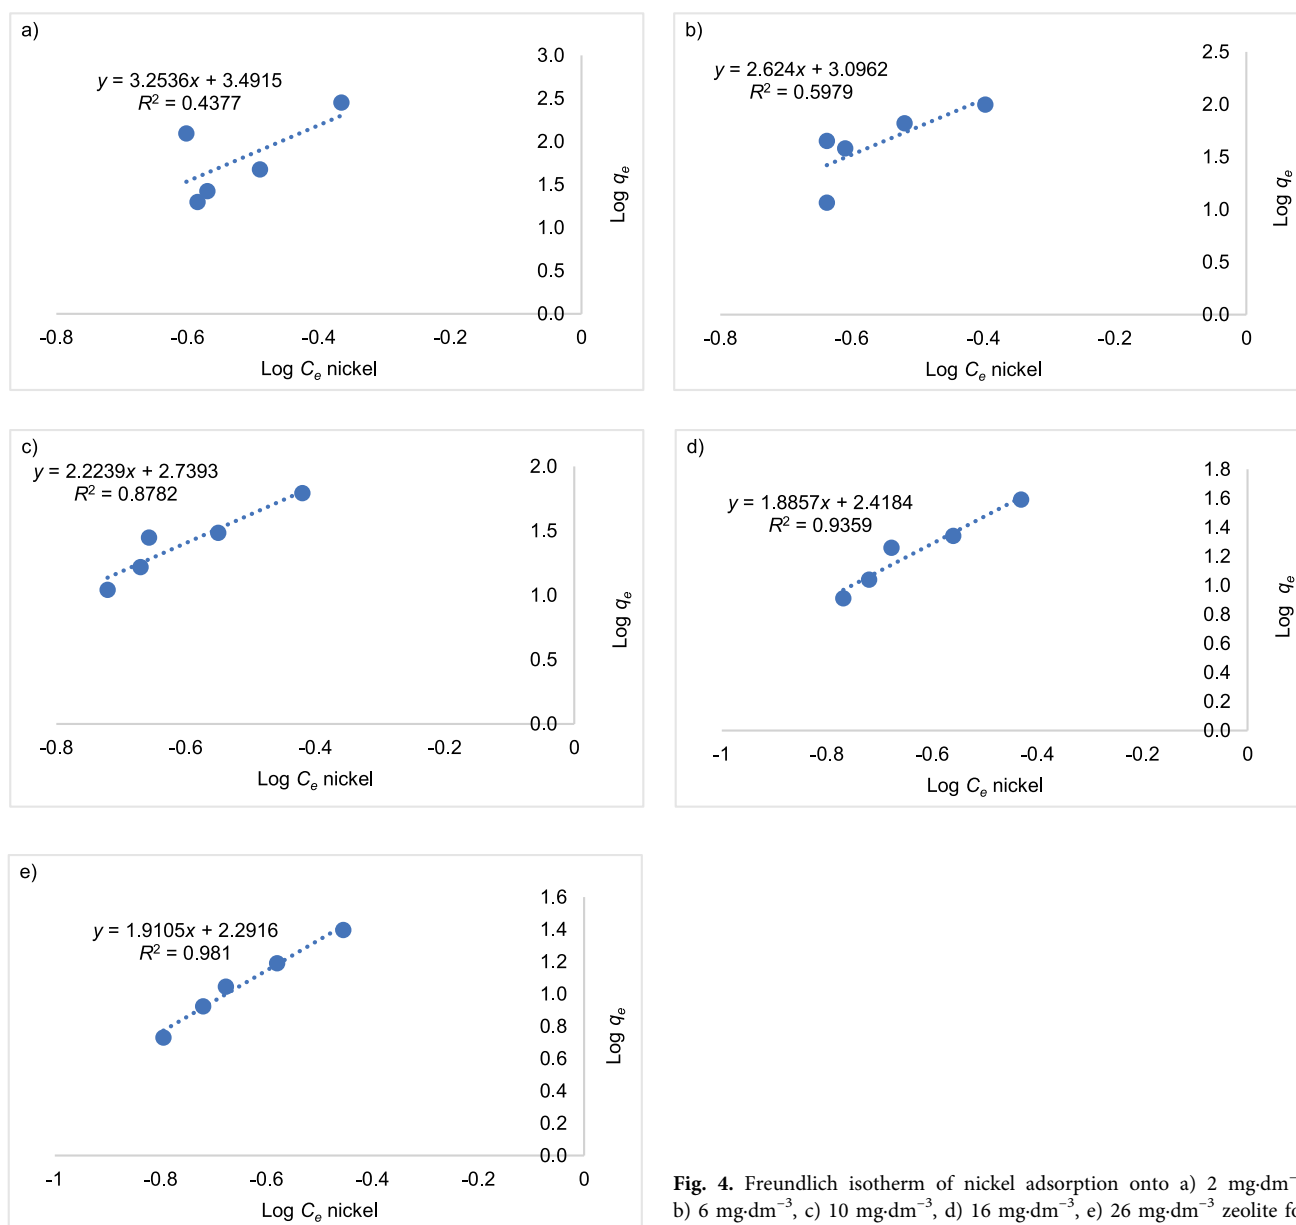 a)
y = 3.2536x + 3.4915
R² = 0.4377
3.0
2.5
2.0
1.5
1.0
0.5
0.0
Log qₑ
-0.8 -0.6 -0.4 -0.2 0
Log Cₑ nickel
b)
y = 2.624x + 3.0962
R² = 0.5979
2.5
2.0
1.5
1.0
0.5
0.0
Log qₑ
-0.8 -0.6 -0.4 -0.2 0
Log Cₑ nickel
c)
y = 2.2239x + 2.7393
R² = 0.8782
2.0
1.5
1.0
0.5
0.0
Log qₑ
-0.8 -0.6 -0.4 -0.2 0
Log Cₑ nickel
d)
y = 1.8857x + 2.4184
R² = 0.9359
1.8
1.6
1.4
1.2
1.0
0.8
0.6
0.4
0.2
0.0
Log qₑ
-1 -0.8 -0.6 -0.4 -0.2 0
Log Cₑ nickel
e)
y = 1.9105x + 2.2916
R² = 0.981
1.6
1.4
1.2
1.0
0.8
0.6
0.4
0.2
0.0
Log qₑ
-1 -0.8 -0.6 -0.4 -0.2 0
Log Cₑ nickel
Fig. 4. Freundlich isotherm of nickel adsorption onto a) 2 mg·dm⁻
b) 6 mg·dm⁻³, c) 10 mg·dm⁻³, d) 16 mg·dm⁻³, e) 26 mg·dm⁻³ zeolite fo